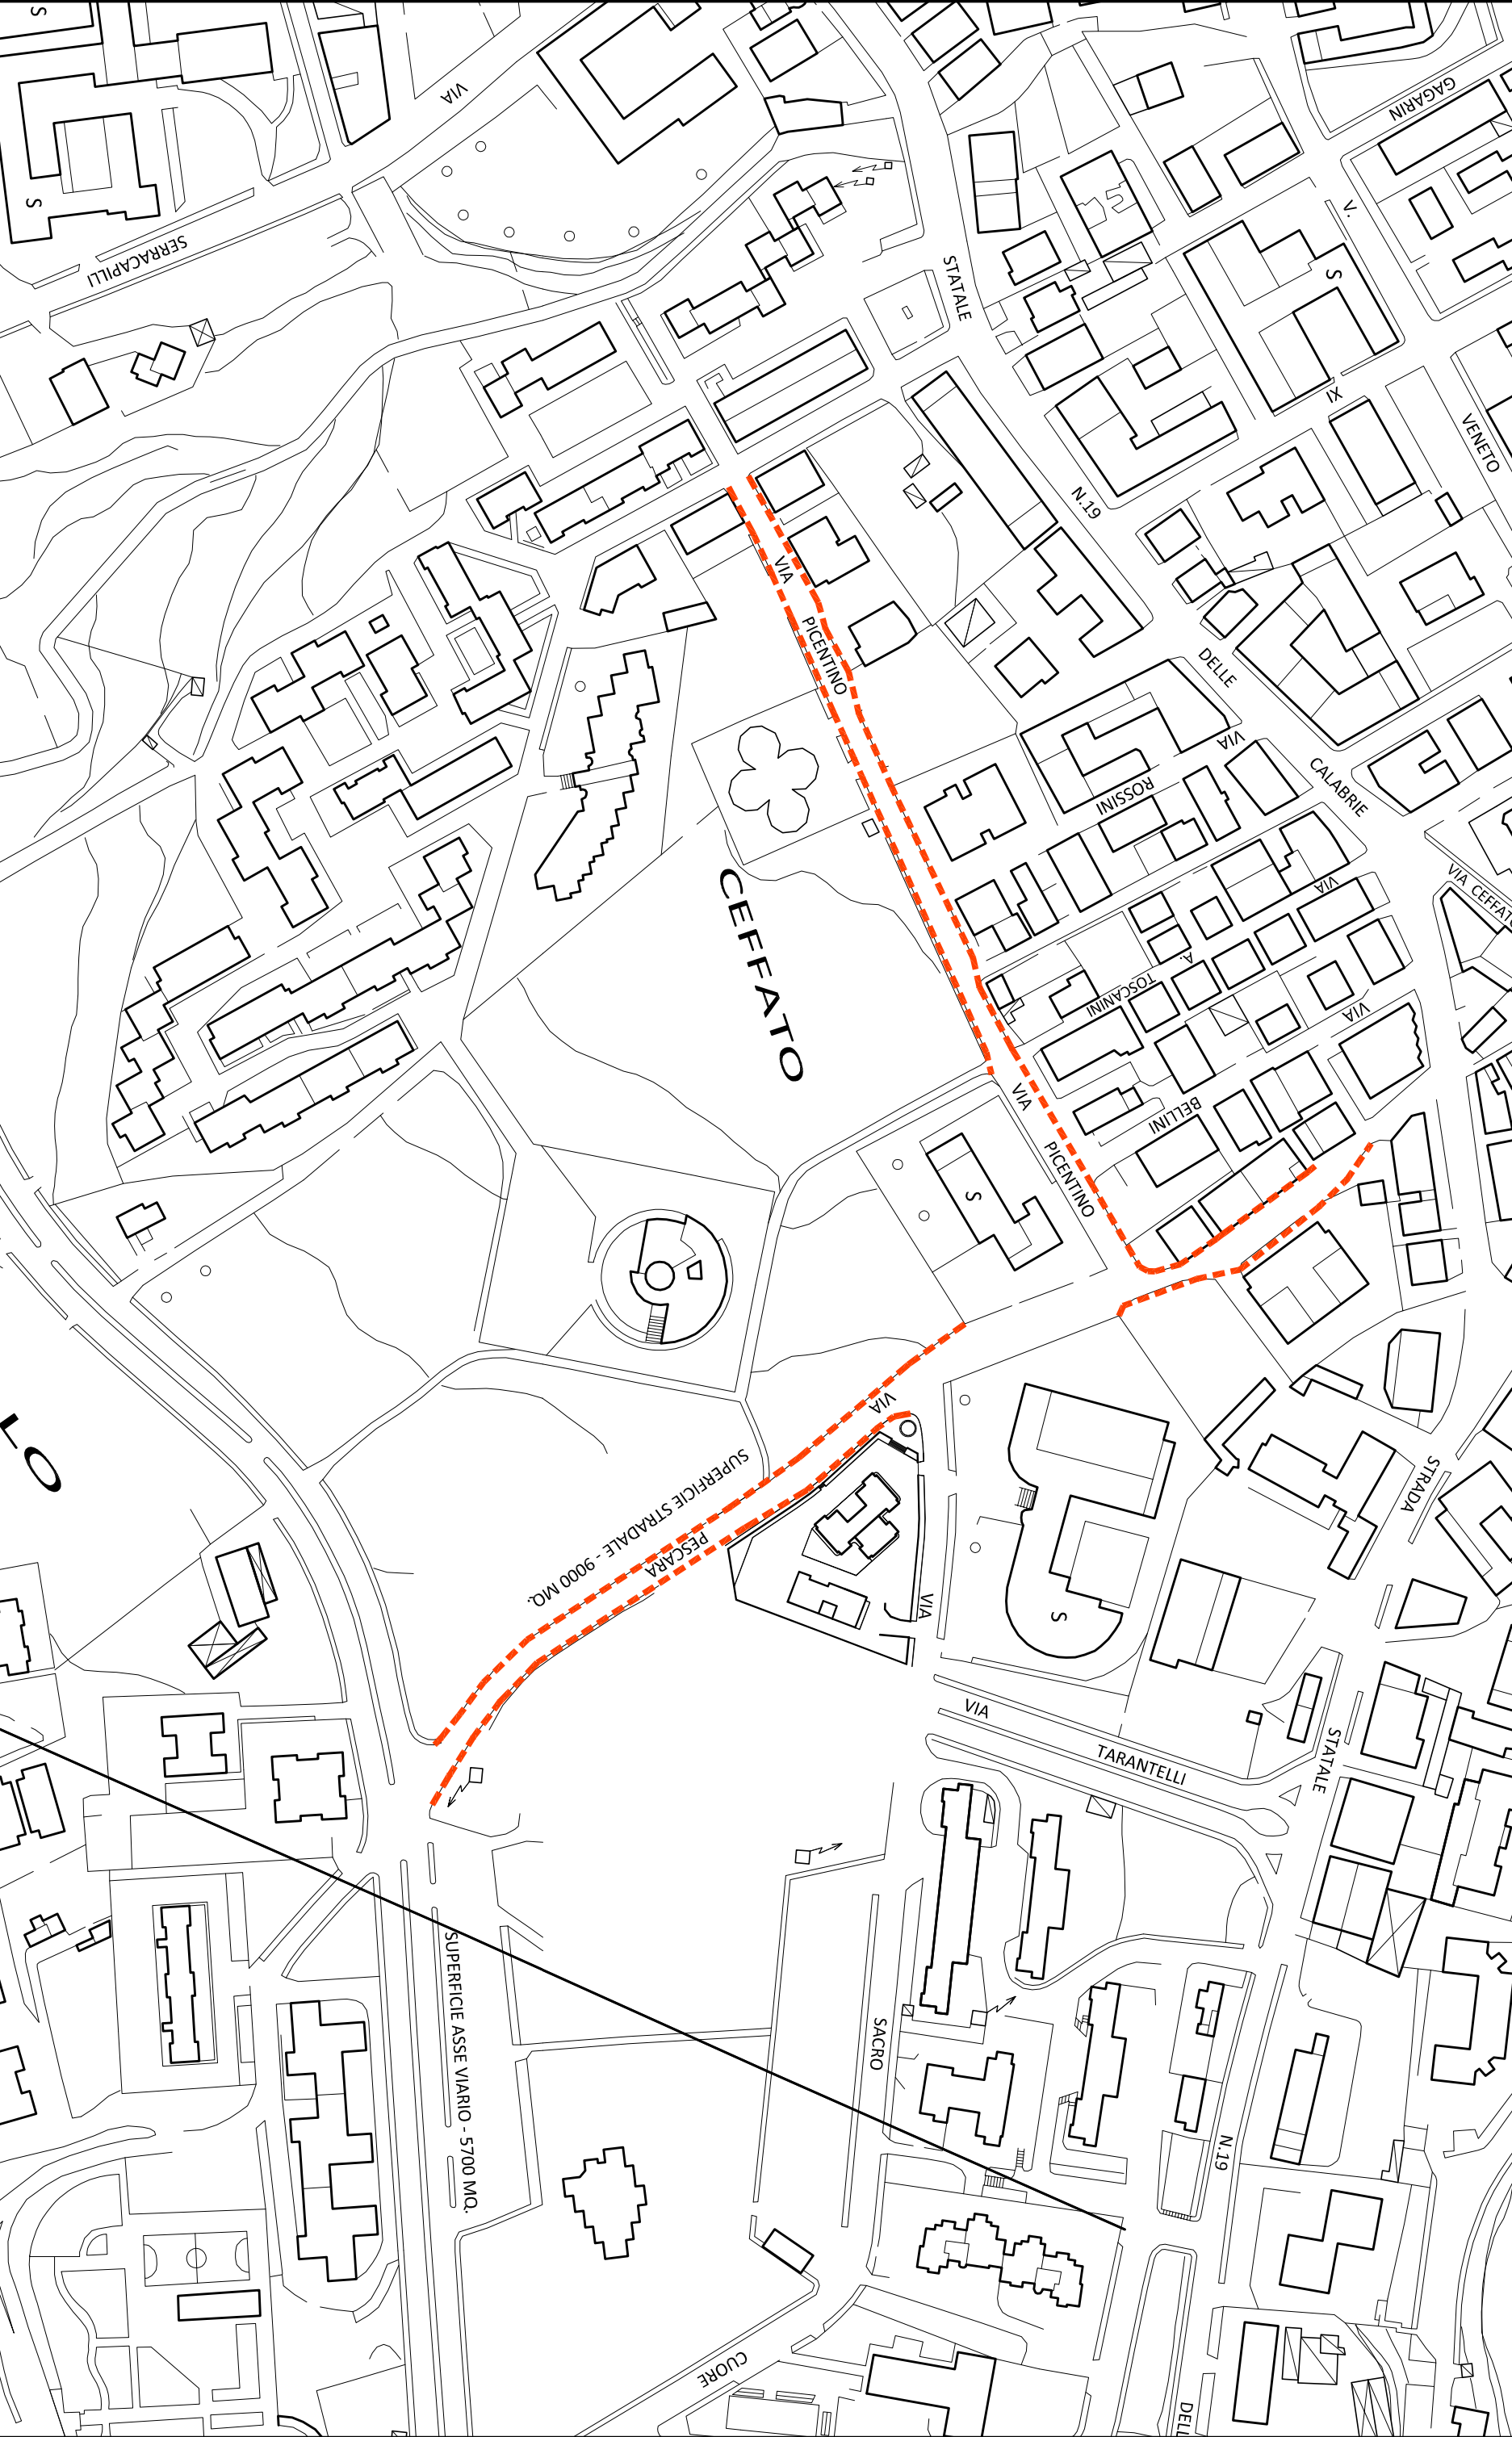 S
VIA
GAGARIN
S
V.
SERRACAPILLI
STATALE
S
XI
VENETO
N.19
VIA
PICENTINO
DELLE
VIA
CALABRIE
ROSSINI
CEFFATO
VIA
VIA CEFFATO
A.
TOSCANINI
VIA
VIA
BELLINI
PICENTINO
S
VIA
LO
SUPERFICIE STRADALE - 9000 MQ.
PESCARA
STRADA
VIA
S
VIA
TARANTELLI
STATALE
SUPERFICIE ASSE VIARIO - 5700 MQ.
SACRO
N.19
CUORE
DELL